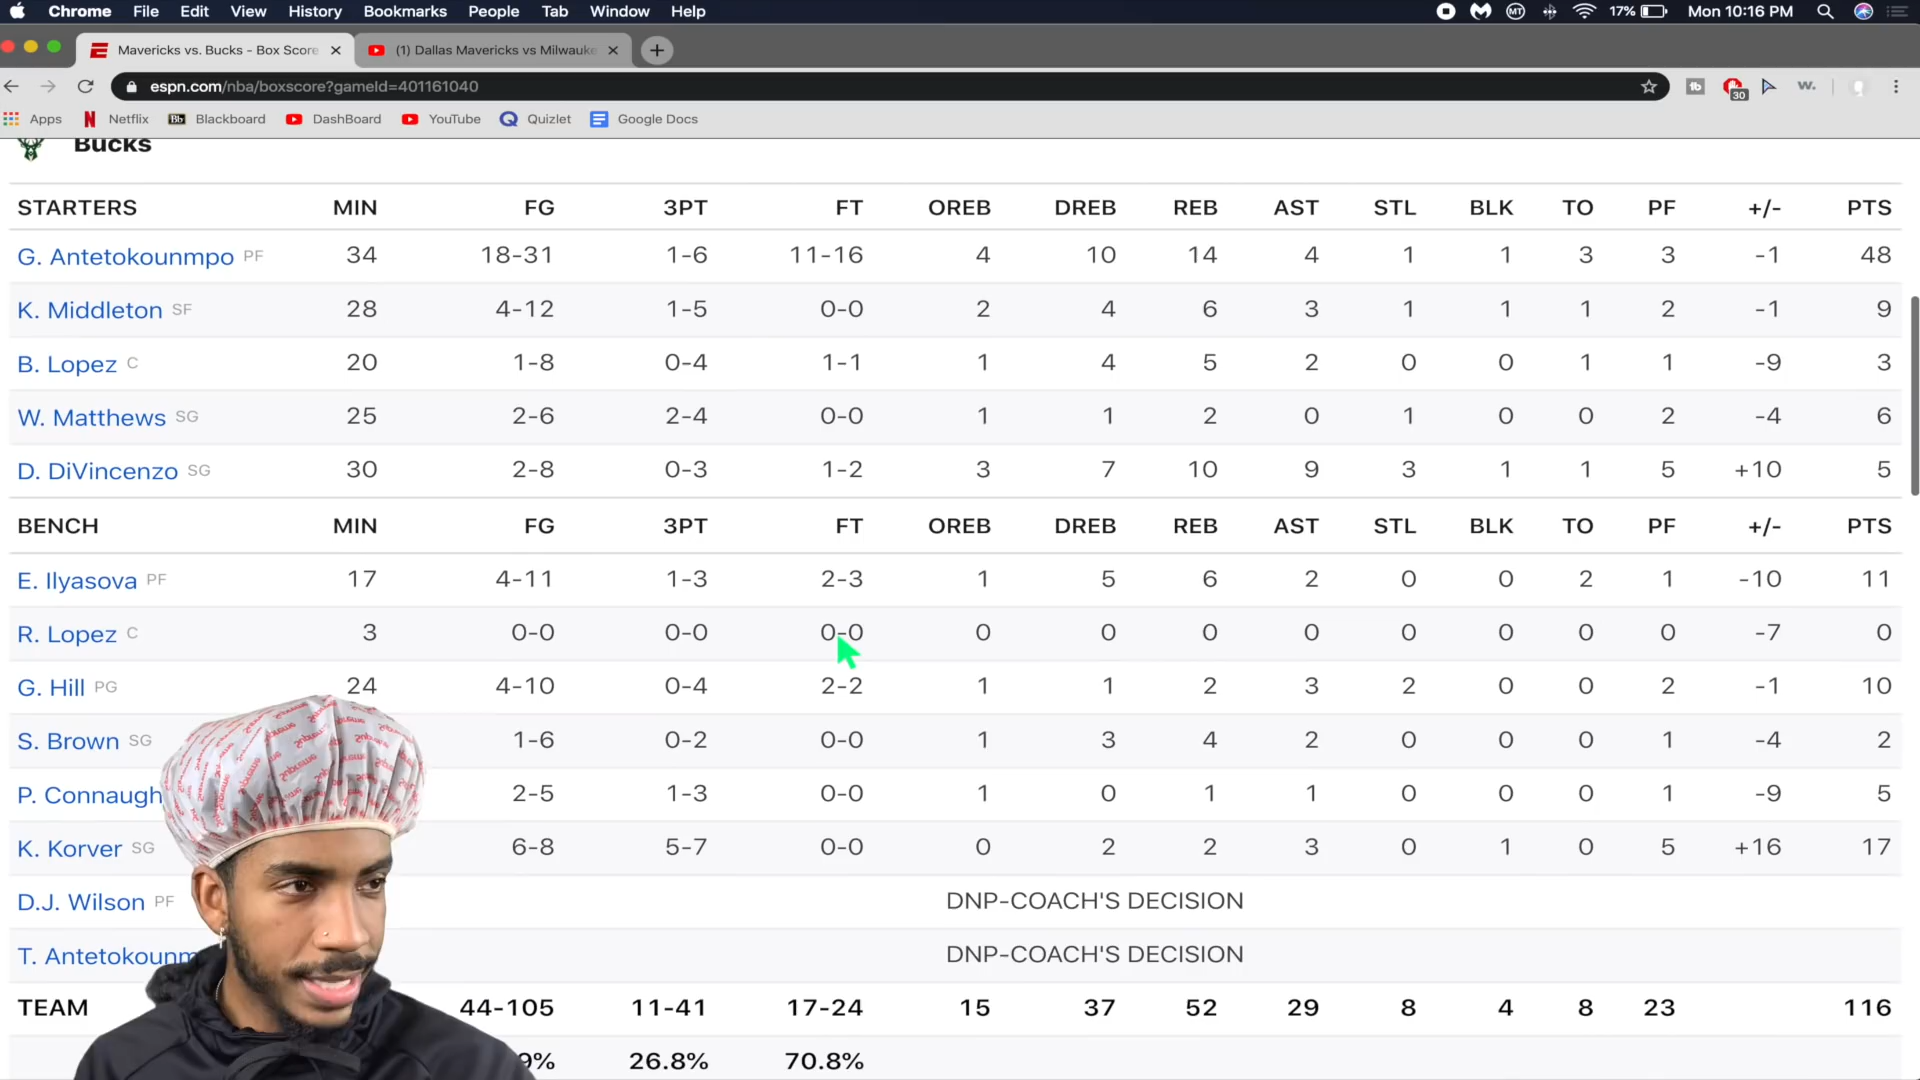 Chrome File Edit View History Bookmarks People Tab Window Help 17% Mon 10:16 PM
Mavericks vs. Bucks - Box Score (1) Dallas Mavericks vs Milwauke
espn.com/nba/boxscore?gameId=401161040 30 w.
Apps Netflix Bb Blackboard DashBoard YouTube Quizlet Google Docs
Bucks
STARTERS MIN FG 3PT FT OREB DREB REB AST STL BLK TO PF +/- PTS
G. Antetokounmpo PF 34 18-31 1-6 11-16 4 10 14 4 1 1 3 3 -1 48
K. Middleton SF 28 4-12 1-5 0-0 2 4 6 3 1 1 1 2 -1 9
B. Lopez C 20 1-8 0-4 1-1 1 4 5 2 0 0 1 1 -9 3
W. Matthews SG 25 2-6 2-4 0-0 1 1 2 0 1 0 0 2 -4 6
D. DiVincenzo SG 30 2-8 0-3 1-2 3 7 10 9 3 1 1 5 +10 5
BENCH MIN FG 3PT FT OREB DREB REB AST STL BLK TO PF +/- PTS
E. Ilyasova PF 17 4-11 1-3 2-3 1 5 6 2 0 0 2 1 -10 11
R. Lopez C 3 0-0 0-0 0-0 0 0 0 0 0 0 0 0 -7 0
G. Hill PG 24 4-10 0-4 2-2 1 1 2 3 2 0 0 2 -1 10
S. Brown SG 1-6 0-2 0-0 1 3 4 2 0 0 0 1 -4 2
P. Connaugh 2-5 1-3 0-0 1 0 1 1 0 0 0 1 -9 5
K. Korver SG 6-8 5-7 0-0 0 2 2 3 0 1 0 5 +16 17
D.J. Wilson PF DNP-COACH'S DECISION
T. Antetokounm DNP-COACH'S DECISION
TEAM 44-105 11-41 17-24 15 37 52 29 8 4 8 23 116
9% 26.8% 70.8%